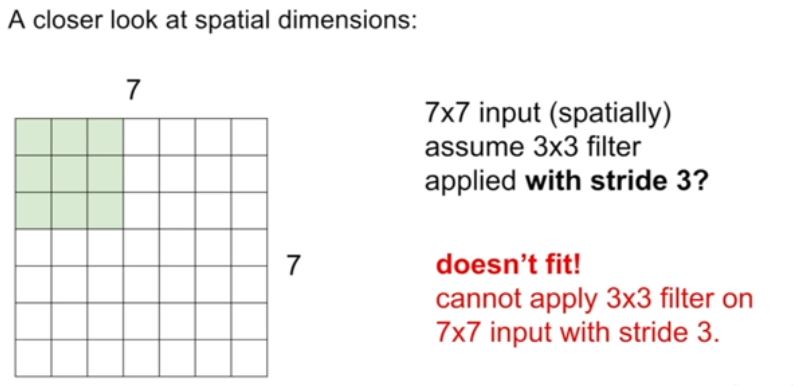 A closer look at spatial dimensions:
7
7x7 input (spatially)
assume 3x3 filter
applied with stride 3?
7
doesn’t fit!
cannot apply 3x3 filter on
7x7 input with stride 3.